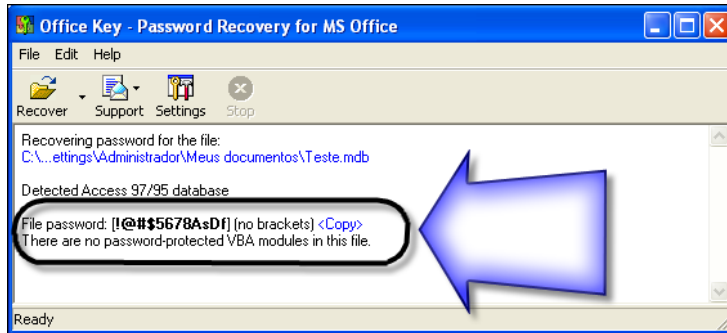 Office Key - Password Recovery for MS Office
File Edit Help
Recover Support Settings Stop
Recovering password for the file:
C:\...ettings\Administrador\Meus documentos\Teste.mdb
Detected Access 97/95 database
File password: [!@#$5678AsDf] (no brackets) <Copy>
There are no password-protected VBA modules in this file.
Ready